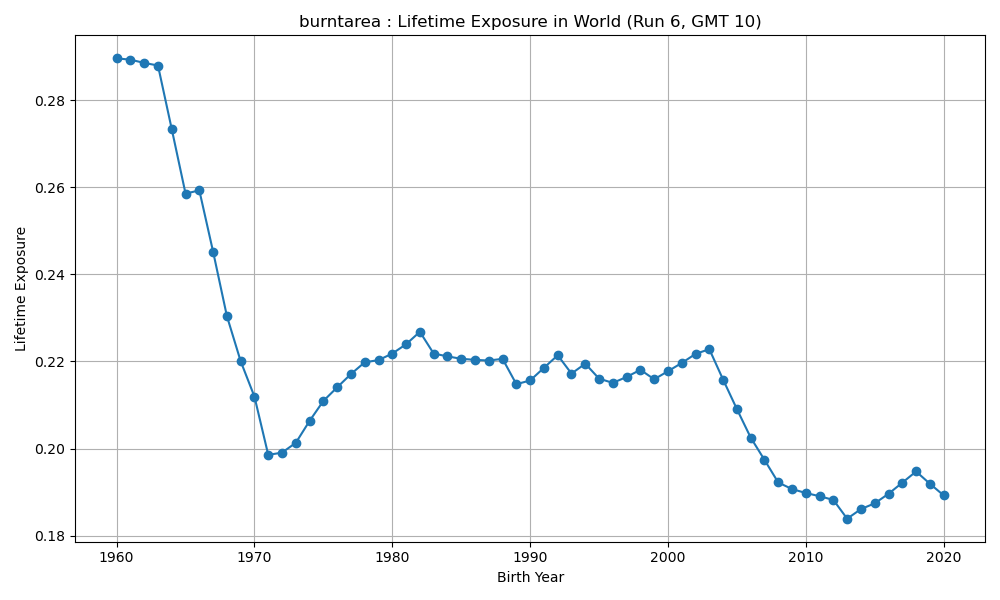 burntarea : Lifetime Exposure in World (Run 6, GMT 10)
Lifetime Exposure
0.28
0.26
0.24
0.22
0.20
0.18
1960 1970 1980 1990 2000 2010 2020
Birth Year